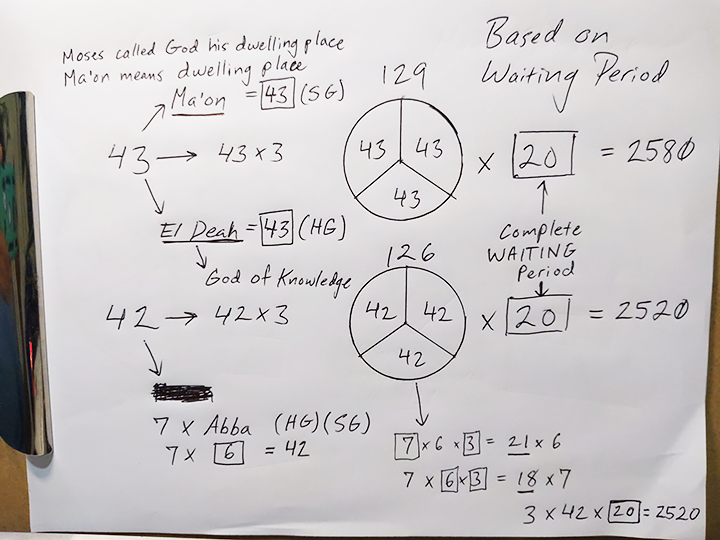 Moses called God his dwelling place
Ma'on means dwelling place
Ma'on = 43 (SG)
43 → 43 x 3
El Deah = 43 (HG)
God of Knowledge
42 → 42 x 3
7 x Abba (HG)(SG)
7 x 6 = 42
Based on
Waiting Period
129
43 43
43
x 20 = 2580
Complete
WAITING
Period
126
42 42
42
x 20 = 2520
7 x 6 x 3 = 21 x 6
7 x 6 x 3 = 18 x 7
3 x 42 x 20 = 2520